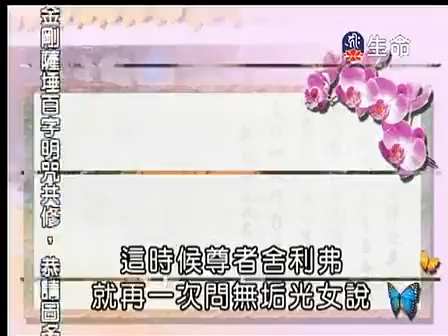 生命
金剛薩埵百字明咒共修，恭請
這時候尊者舍利弗
就再一次問無垢光女說